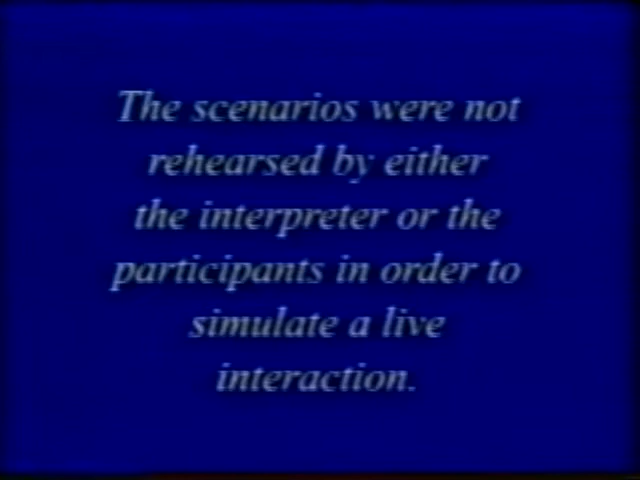 The scenarios were not
rehearsed by either
the interpreter or the
participants in order to
simulate a live
interaction.